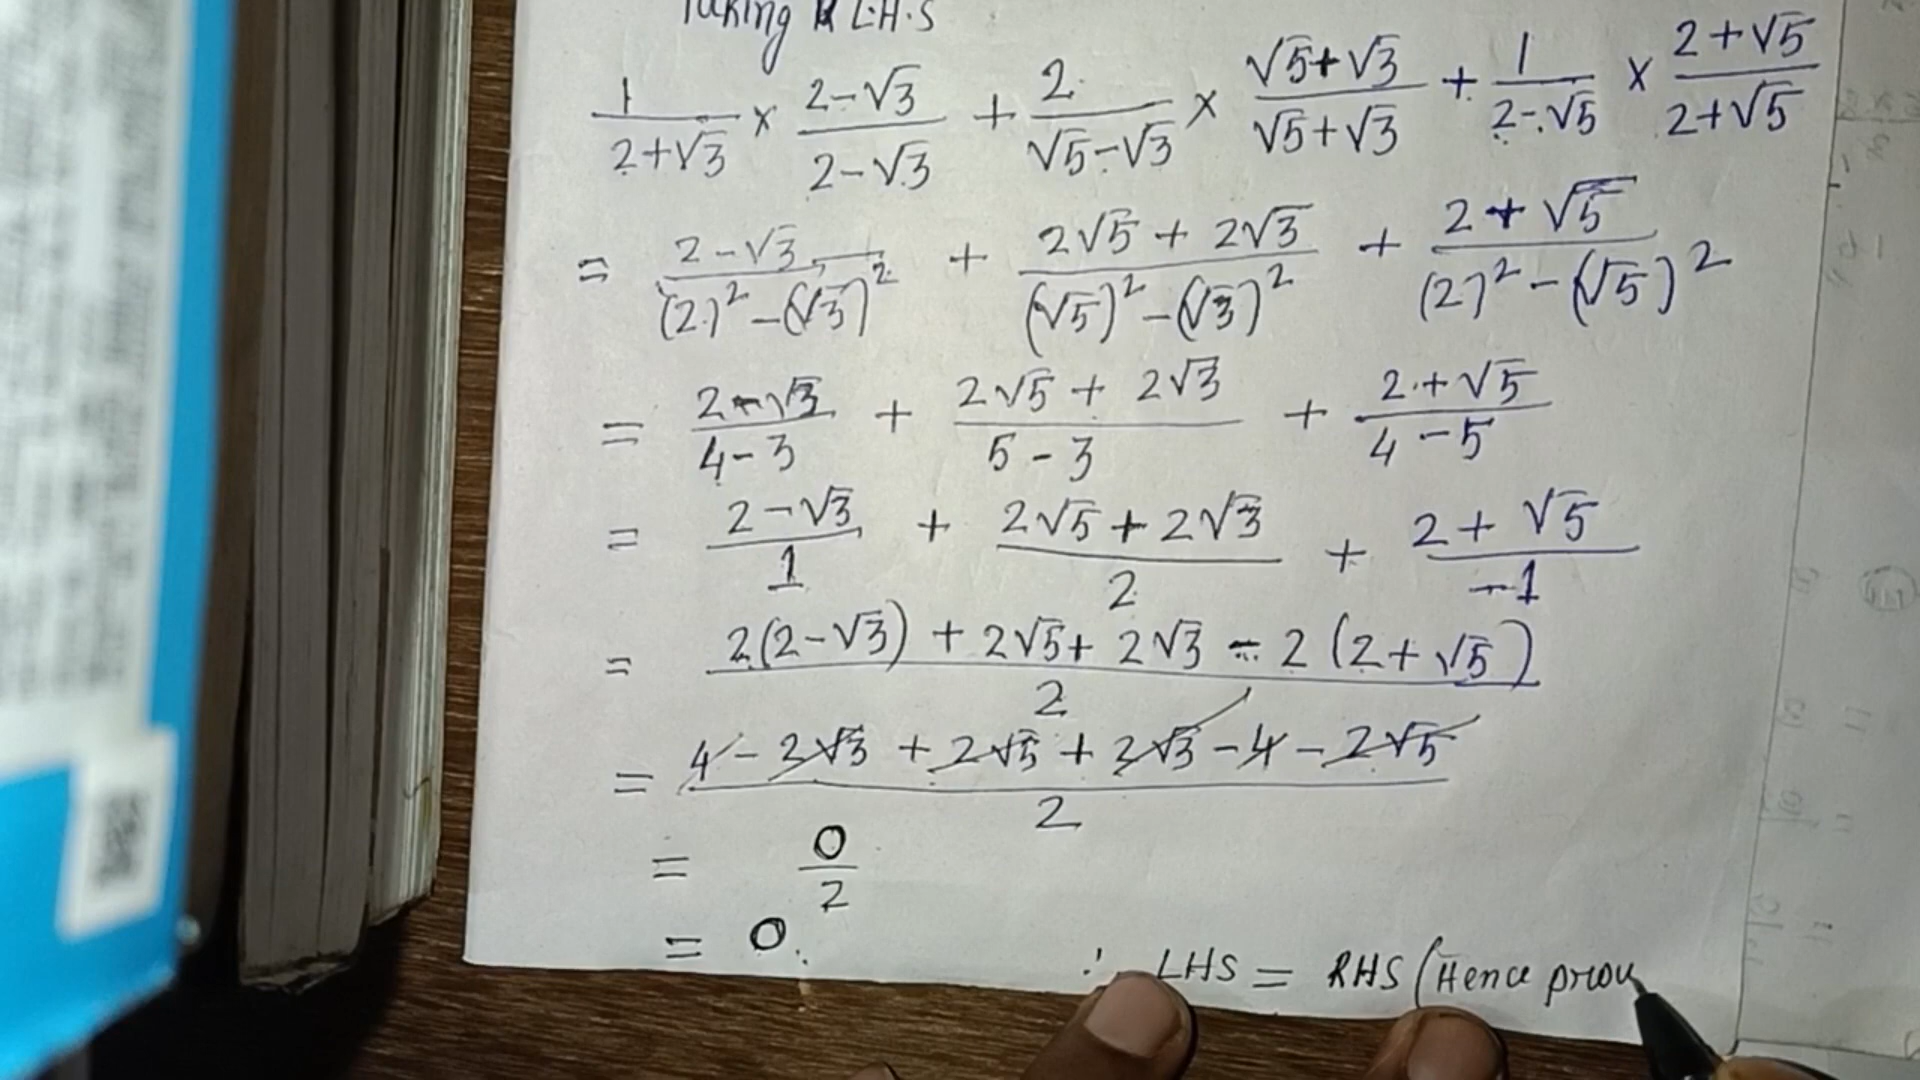 Taking L.H.S
1/(2+√3) × (2-√3)/(2-√3) + 2/(√5-√3) × (√5+√3)/(√5+√3) + 1/(2-√5) × (2+√5)/(2+√5)
= (2-√3)/((2)²-(√3)²) + (2√5+2√3)/((√5)²-(√3)²) + (2+√5)/((2)²-(√5)²)
= (2-√3)/(4-3) + (2√5+2√3)/(5-3) + (2+√5)/(4-5)
= (2-√3)/1 + (2√5+2√3)/2 + (2+√5)/-1
= (2(2-√3) + 2√5+2√3 - 2(2+√5))/2
= (4-2√3+2√5+2√3-4-2√5)/2
= 0/2
= 0.
∴ LHS = RHS (Hence prov